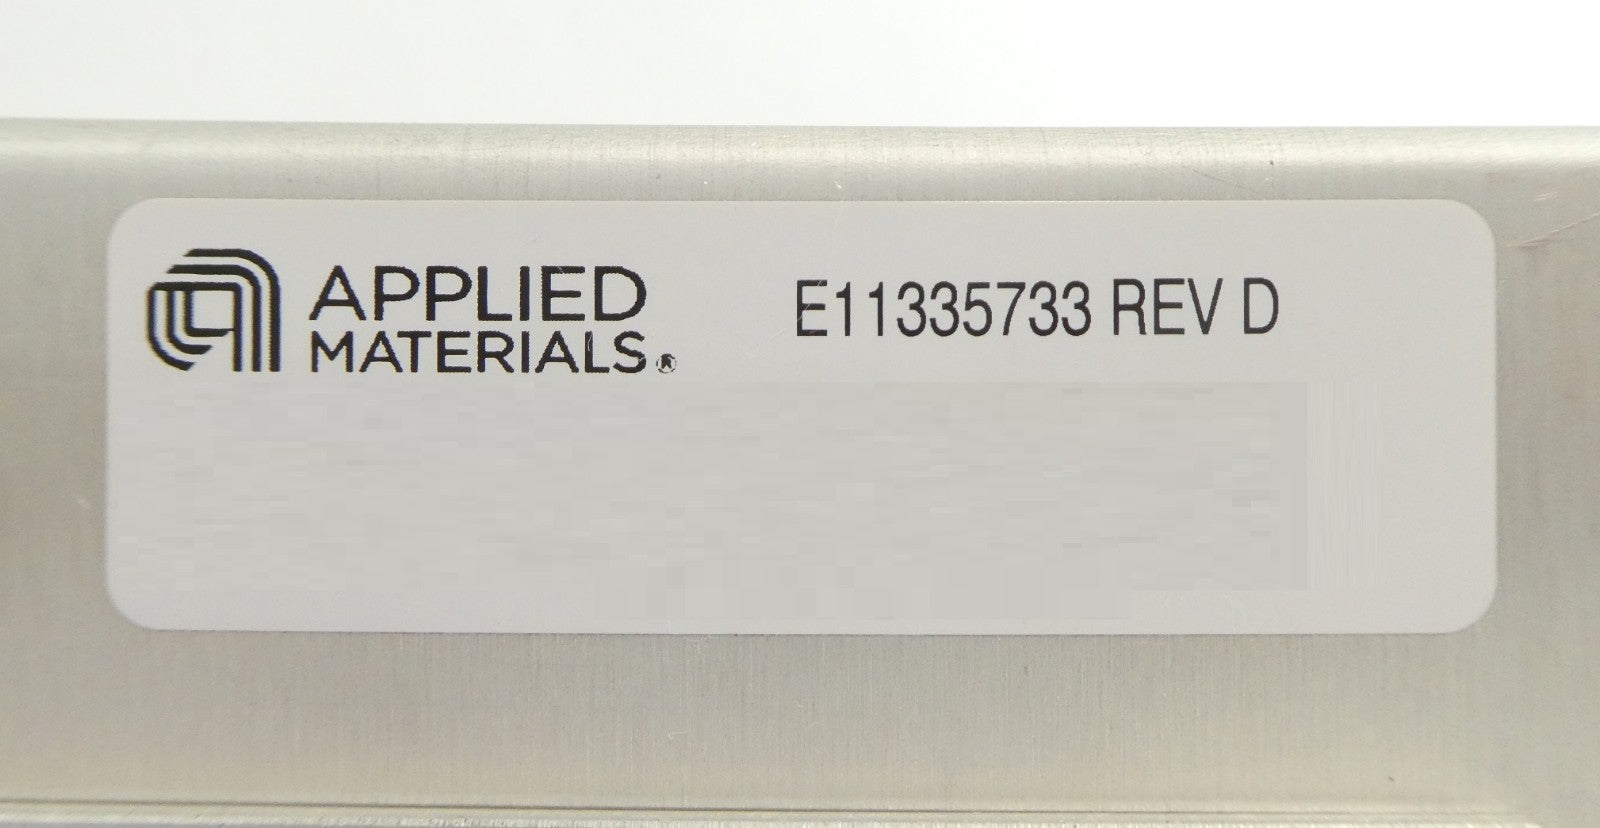 APPLIED
MATERIALS®
E11335733 REV D